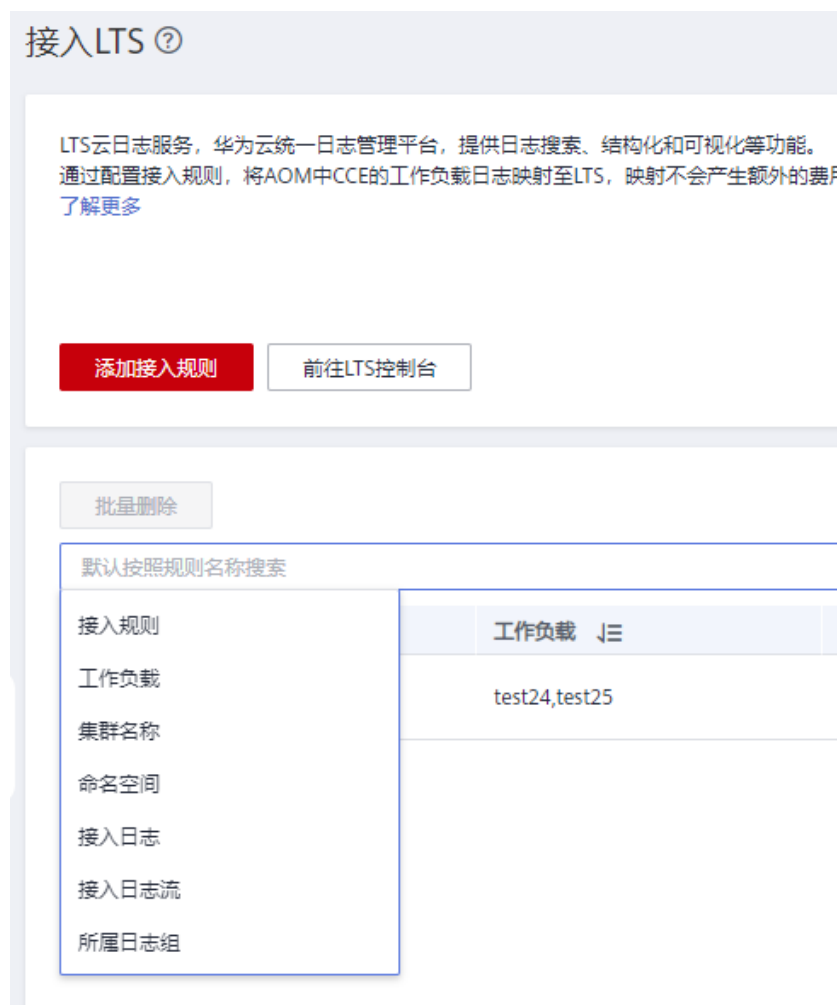 接入LTS
LTS云日志服务，华为云统一日志管理平台，提供日志搜索、结构化和可视化等功能。
通过配置接入规则，将AOM中CCE的工作负载日志映射至LTS，映射不会产生额外的费用
了解更多
添加接入规则 前往LTS控制台
批量删除
默认按照规则名称搜索
接入规则
工作负载
工作负载
test24,test25
集群名称
命名空间
接入日志
接入日志流
所属日志组